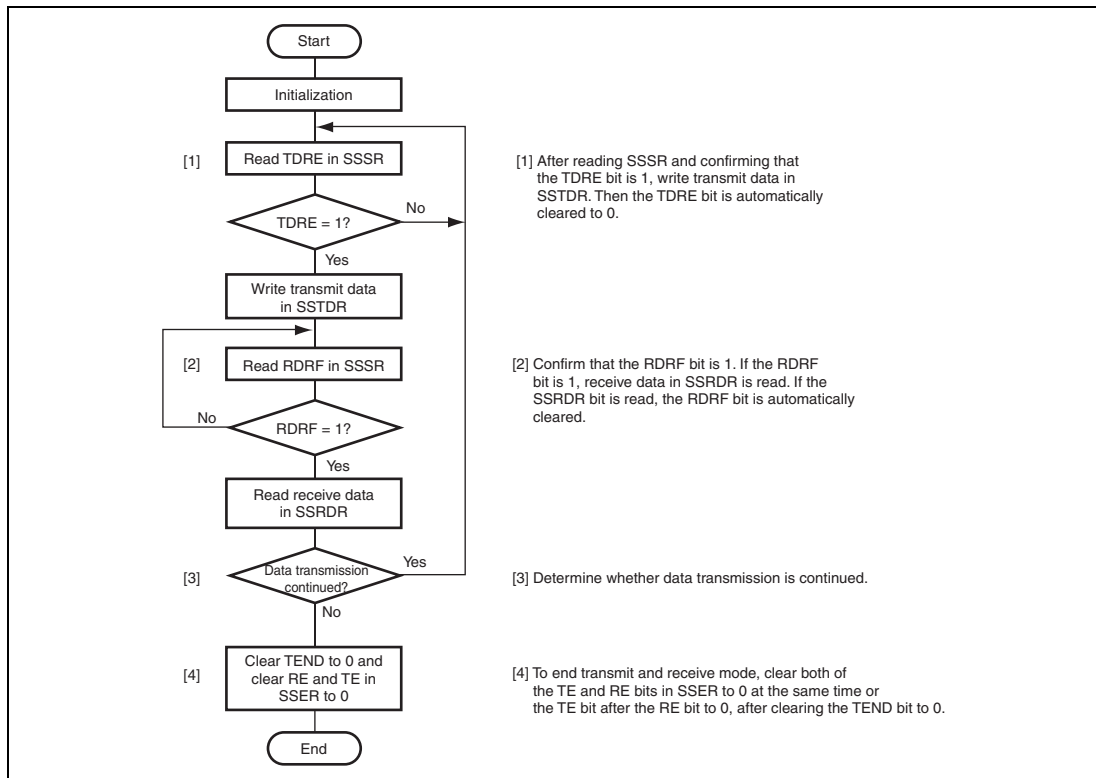 Start
Initialization
[1]
Read TDRE in SSSR
[1] After reading SSSR and confirming that
the TDRE bit is 1, write transmit data in
SSTDR. Then the TDRE bit is automatically
cleared to 0.
TDRE = 1?
No
Yes
Write transmit data
in SSTDR
[2]
Read RDRF in SSSR
[2] Confirm that the RDRF bit is 1. If the RDRF
bit is 1, receive data in SSRDR is read. If the
SSRDR bit is read, the RDRF bit is automatically
cleared.
No
RDRF = 1?
Yes
Read receive data
in SSRDR
[3]
Data transmission
continued?
Yes
[3] Determine whether data transmission is continued.
No
[4]
Clear TEND to 0 and
clear RE and TE in
SSER to 0
[4] To end transmit and receive mode, clear both of
the TE and RE bits in SSER to 0 at the same time or
the TE bit after the RE bit to 0, after clearing the TEND bit to 0.
End